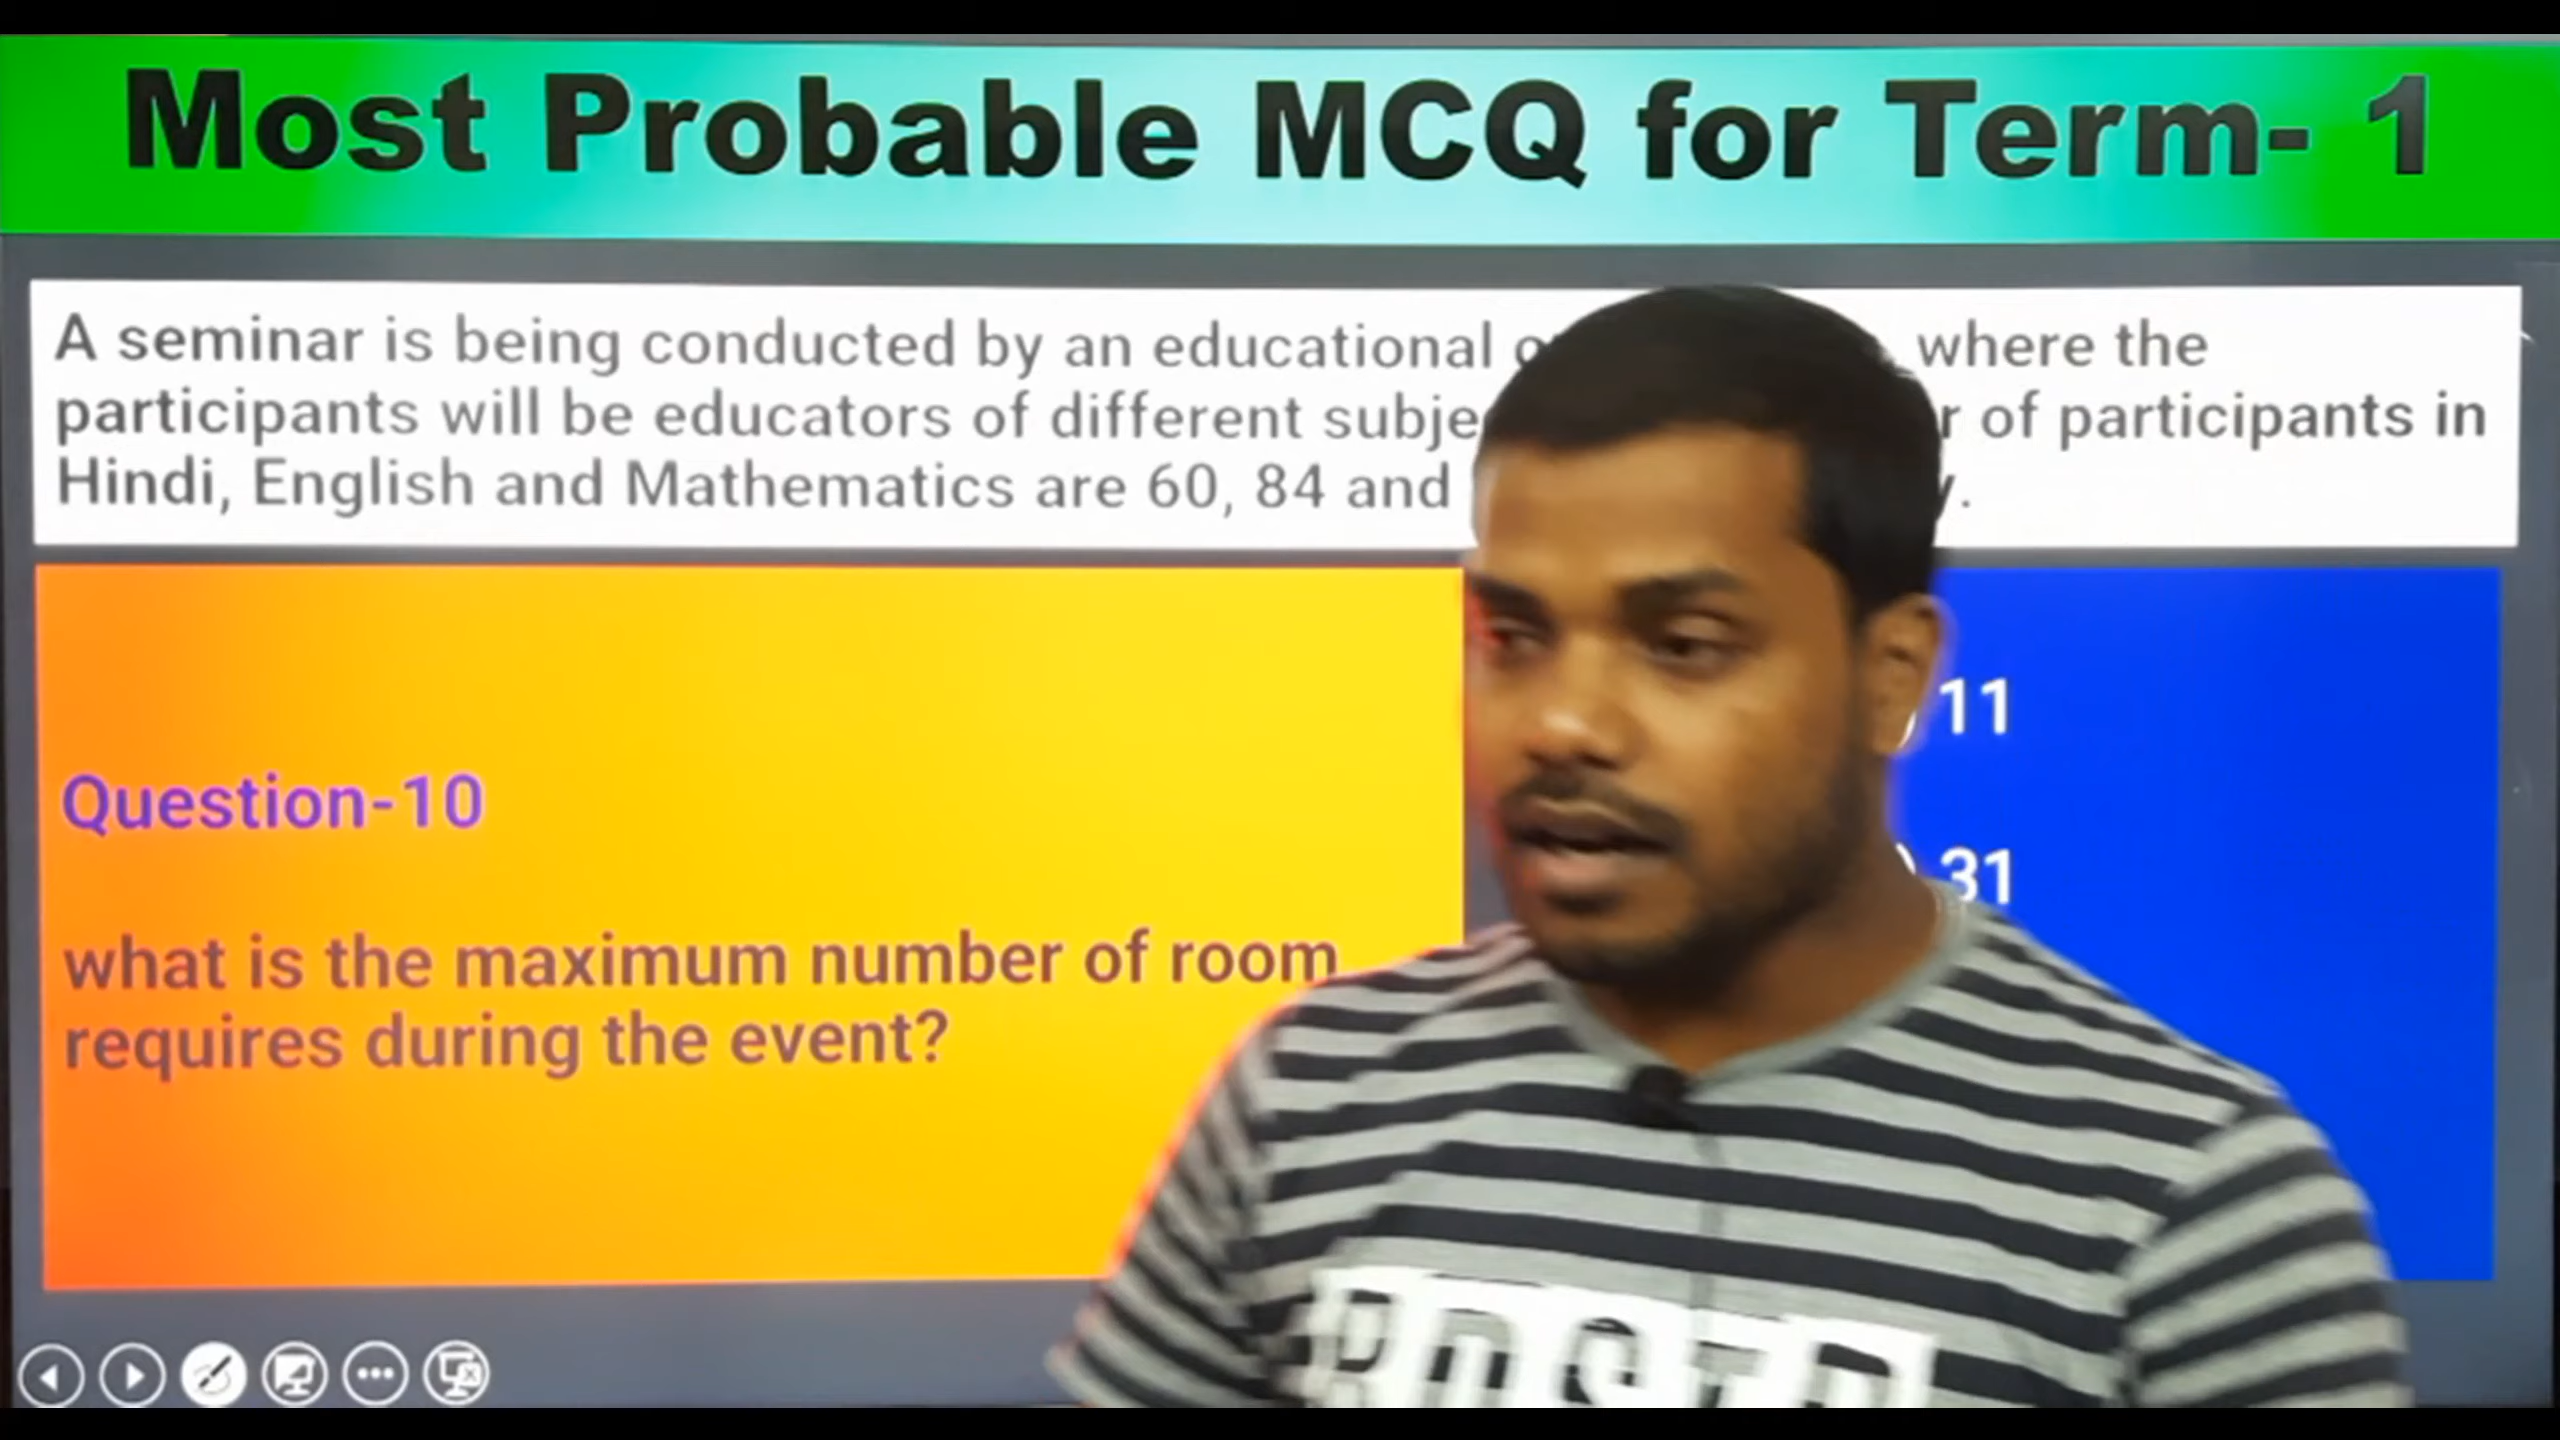 Most Probable MCQ for Term- 1
A seminar is being conducted by an educational where the
participants will be educators of different of participants in
Hindi, English and Mathematics are 60, 84 and
11
31
Question-10
what is the maximum number of room
requires during the event?